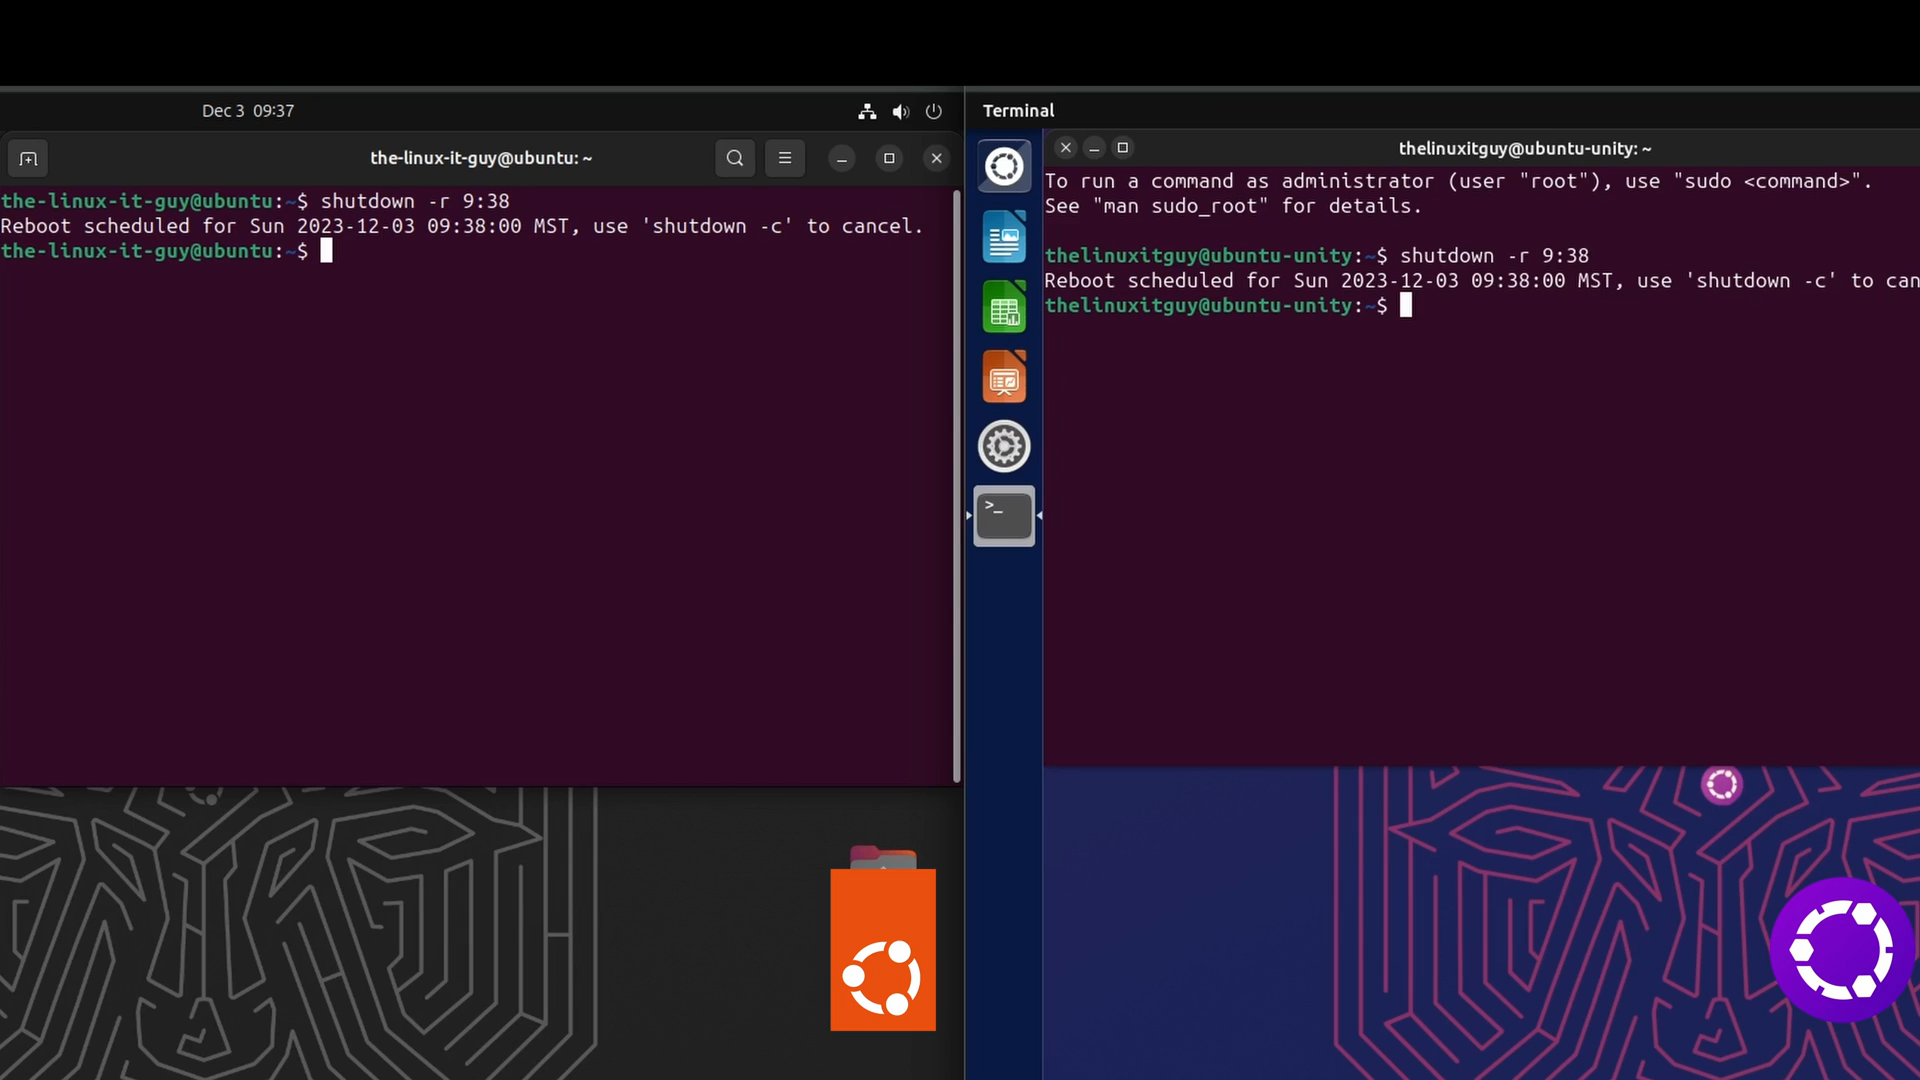 Dec 3 09:37
the-linux-it-guy@ubuntu: ~
the-linux-it-guy@ubuntu:~$ shutdown -r 9:38
Reboot scheduled for Sun 2023-12-03 09:38:00 MST, use 'shutdown -c' to cancel.
the-linux-it-guy@ubuntu:~$
Terminal
thelinuxitguy@ubuntu-unity: ~
To run a command as administrator (user "root"), use "sudo <command>".
See "man sudo_root" for details.
thelinuxitguy@ubuntu-unity:~$ shutdown -r 9:38
Reboot scheduled for Sun 2023-12-03 09:38:00 MST, use 'shutdown -c' to can
thelinuxitguy@ubuntu-unity:~$
>_